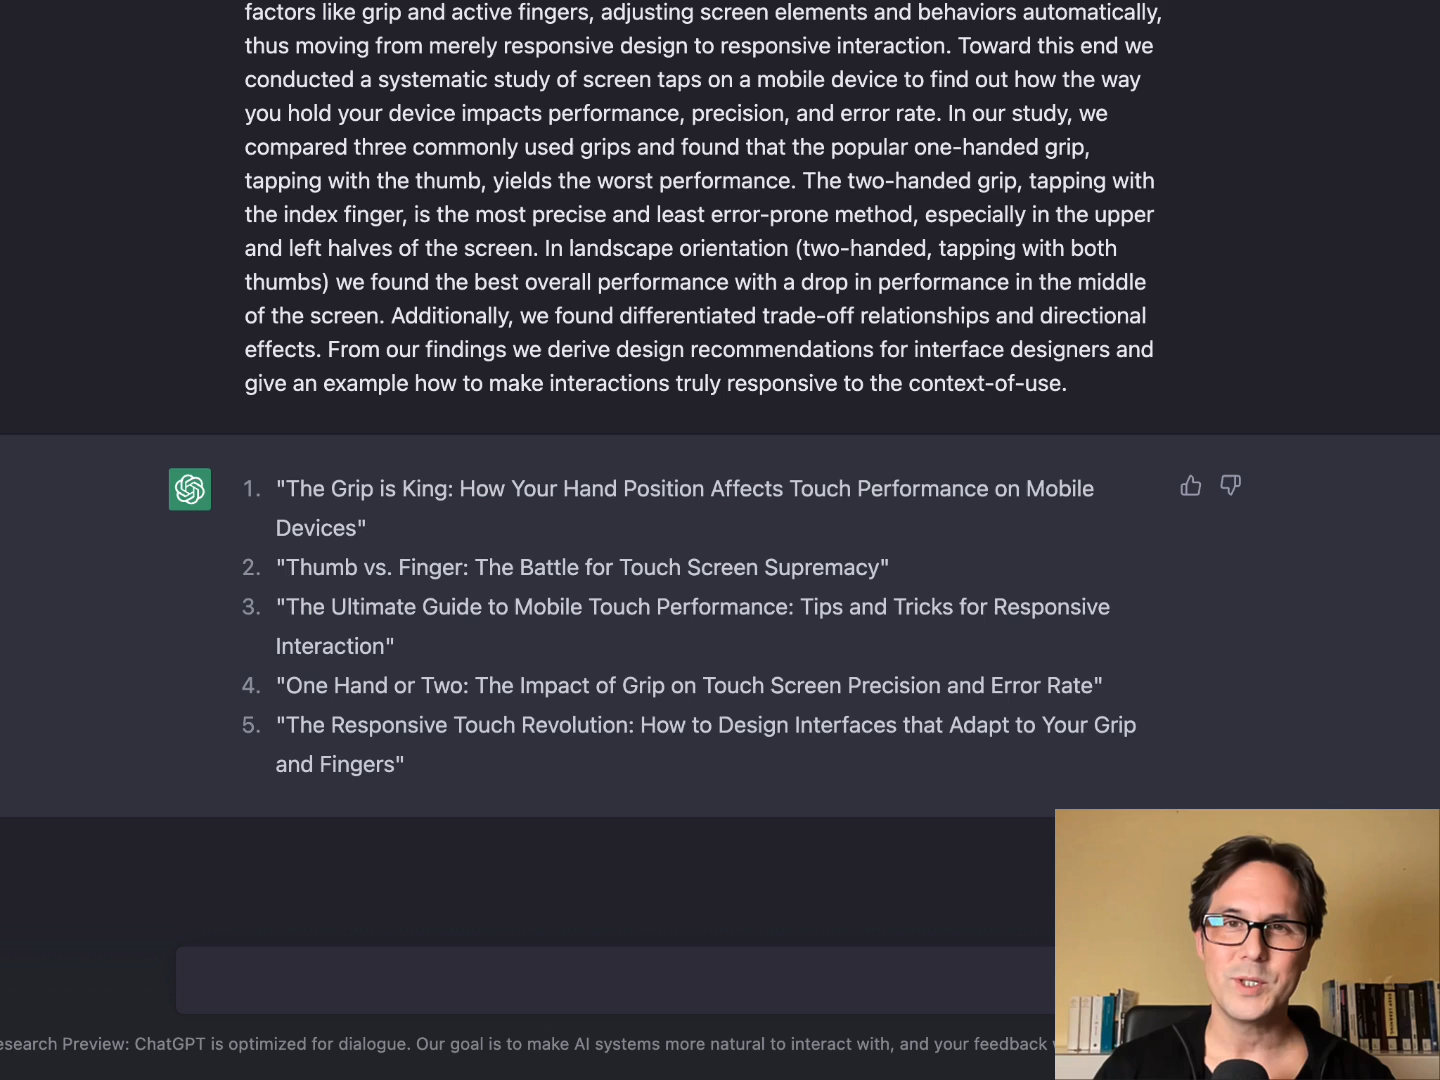 factors like grip and active fingers, adjusting screen elements and behaviors automatically,
thus moving from merely responsive design to responsive interaction. Toward this end we
conducted a systematic study of screen taps on a mobile device to find out how the way
you hold your device impacts performance, precision, and error rate. In our study, we
compared three commonly used grips and found that the popular one-handed grip,
tapping with the thumb, yields the worst performance. The two-handed grip, tapping with
the index finger, is the most precise and least error-prone method, especially in the upper
and left halves of the screen. In landscape orientation (two-handed, tapping with both
thumbs) we found the best overall performance with a drop in performance in the middle
of the screen. Additionally, we found differentiated trade-off relationships and directional
effects. From our findings we derive design recommendations for interface designers and
give an example how to make interactions truly responsive to the context-of-use.
1. "The Grip is King: How Your Hand Position Affects Touch Performance on Mobile
Devices"
2. "Thumb vs. Finger: The Battle for Touch Screen Supremacy"
3. "The Ultimate Guide to Mobile Touch Performance: Tips and Tricks for Responsive
Interaction"
4. "One Hand or Two: The Impact of Grip on Touch Screen Precision and Error Rate"
5. "The Responsive Touch Revolution: How to Design Interfaces that Adapt to Your Grip
and Fingers"
esearch Preview: ChatGPT is optimized for dialogue. Our goal is to make AI systems more natural to interact with, and your feedback